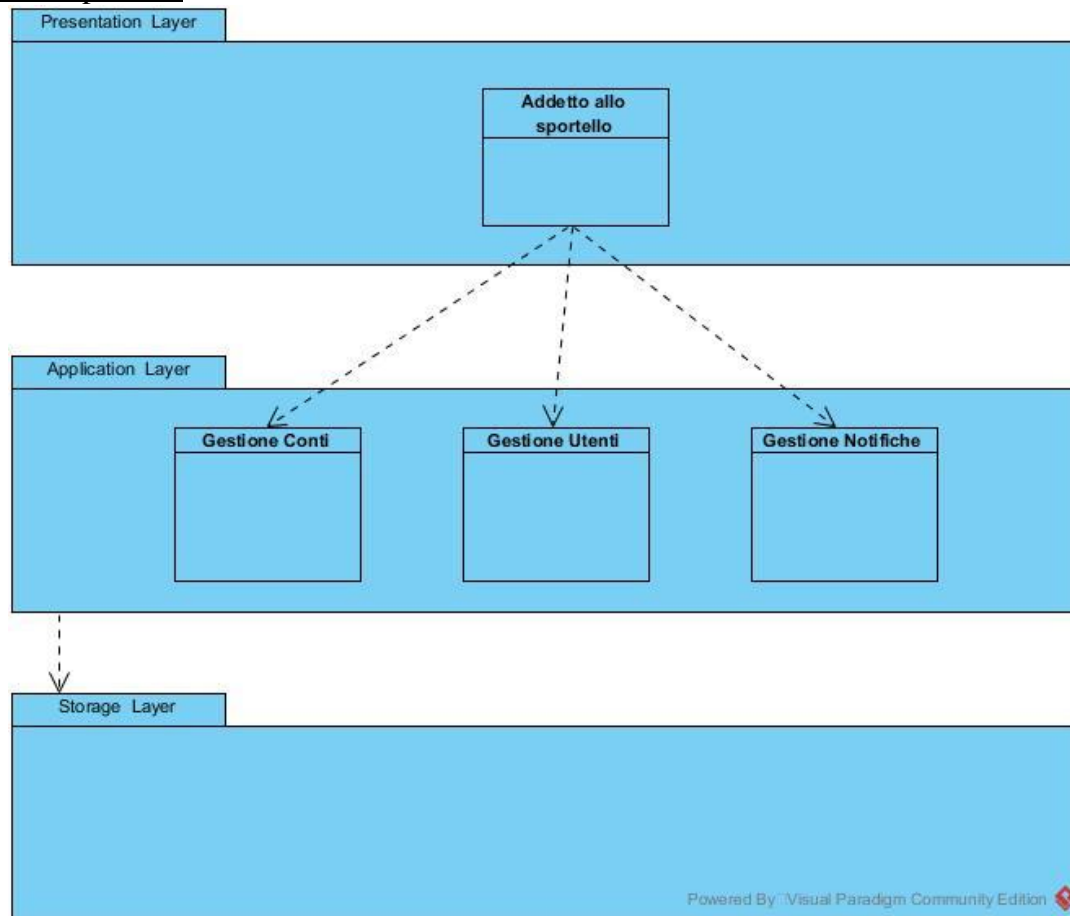 Presentation Layer
Addetto allo
sportello
Application Layer
Gestione Conti
Gestione Utenti
Gestione Notifiche
Storage Layer
Powered By Visual Paradigm Community Edition